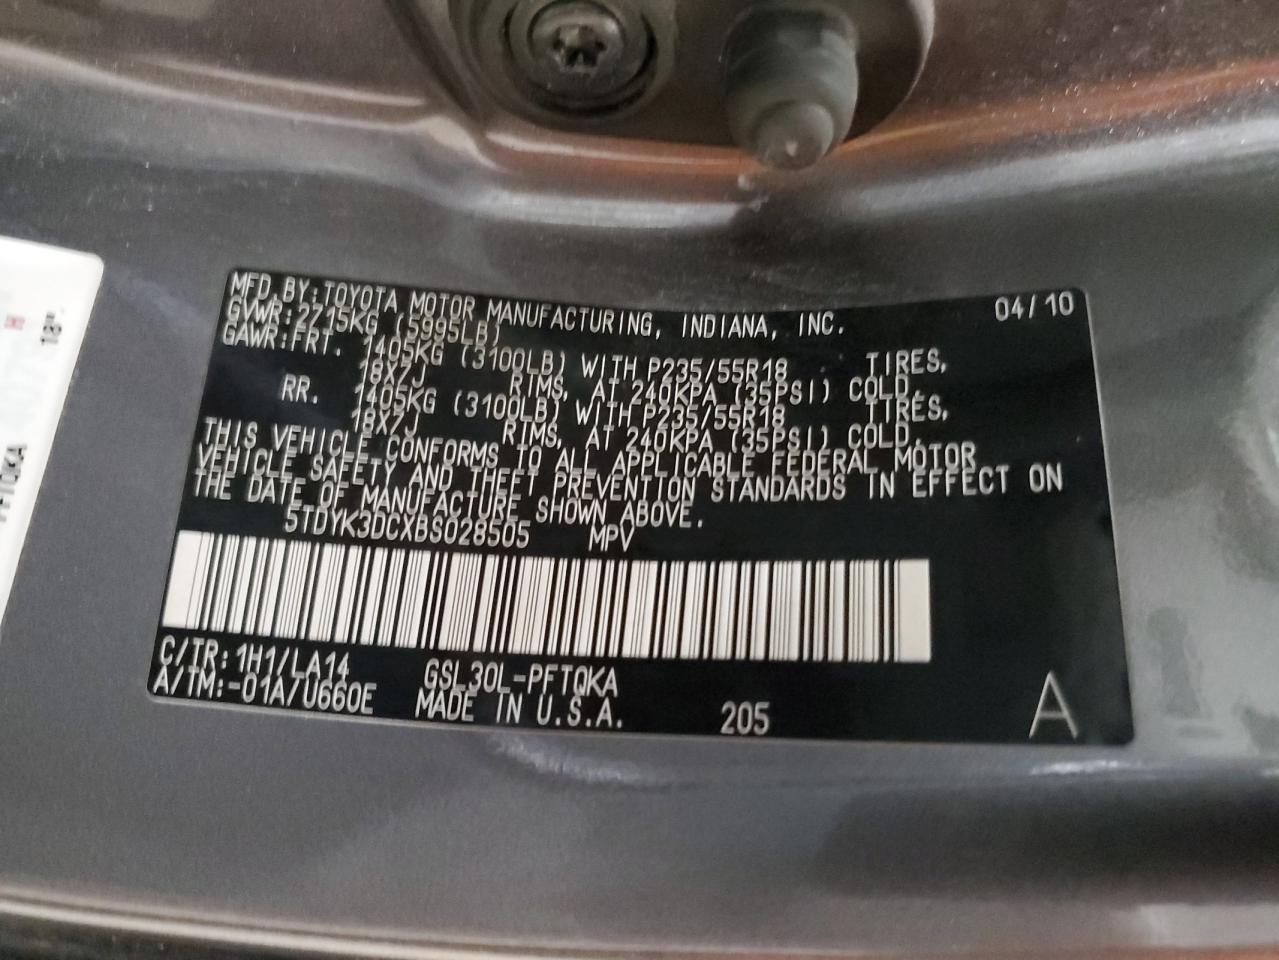 MFD. BY: TOYOTA MOTOR MANUFACTURING, INDIANA, INC. 04/10
GVWR: 2715KG (5995LB)
GAWR: FRT. 1405KG (3100LB) WITH P235/55R18 TIRES,
18X7J RIMS, AT 240KPA (35PSI) COLD.
RR. 1405KG (3100LB) WITH P235/55R18 TIRES,
18X7J RIMS, AT 240KPA (35PSI) COLD.
THIS VEHICLE CONFORMS TO ALL APPLICABLE FEDERAL MOTOR
VEHICLE SAFETY AND THEFT PREVENTION STANDARDS IN EFFECT ON
THE DATE OF MANUFACTURE SHOWN ABOVE.
5TDYK3DCXBS028505 MPV
C/TR: 1H1/LA14 GSL30L-PFTQKA
A/TM: -01A/U660E MADE IN U.S.A. 205 A
H
18".
PFTQKA